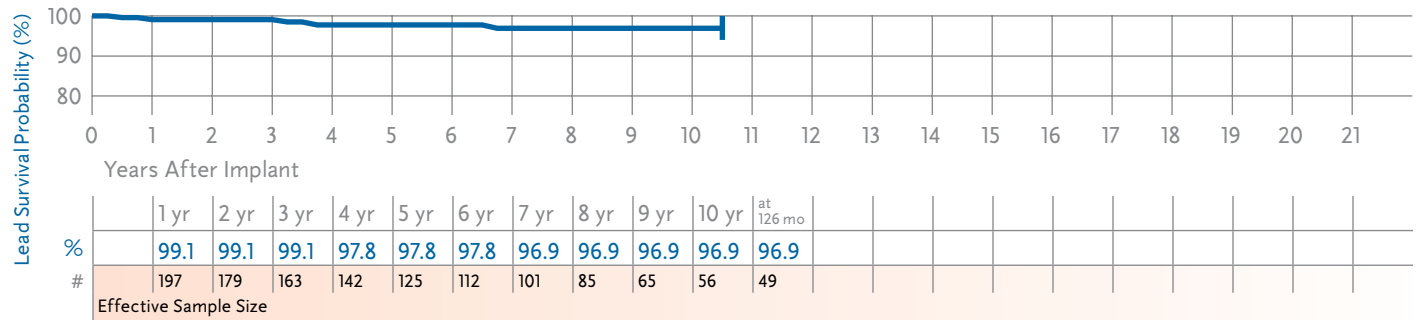 Lead Survival Probability (%)
100
90
80
0 1 2 3 4 5 6 7 8 9 10 11 12 13 14 15 16 17 18 19 20 21
Years After Implant
1 yr 2 yr 3 yr 4 yr 5 yr 6 yr 7 yr 8 yr 9 yr 10 yr at 126 mo
% 99.1 99.1 99.1 97.8 97.8 97.8 96.9 96.9 96.9 96.9 96.9
# 197 179 163 142 125 112 101 85 65 56 49
Effective Sample Size